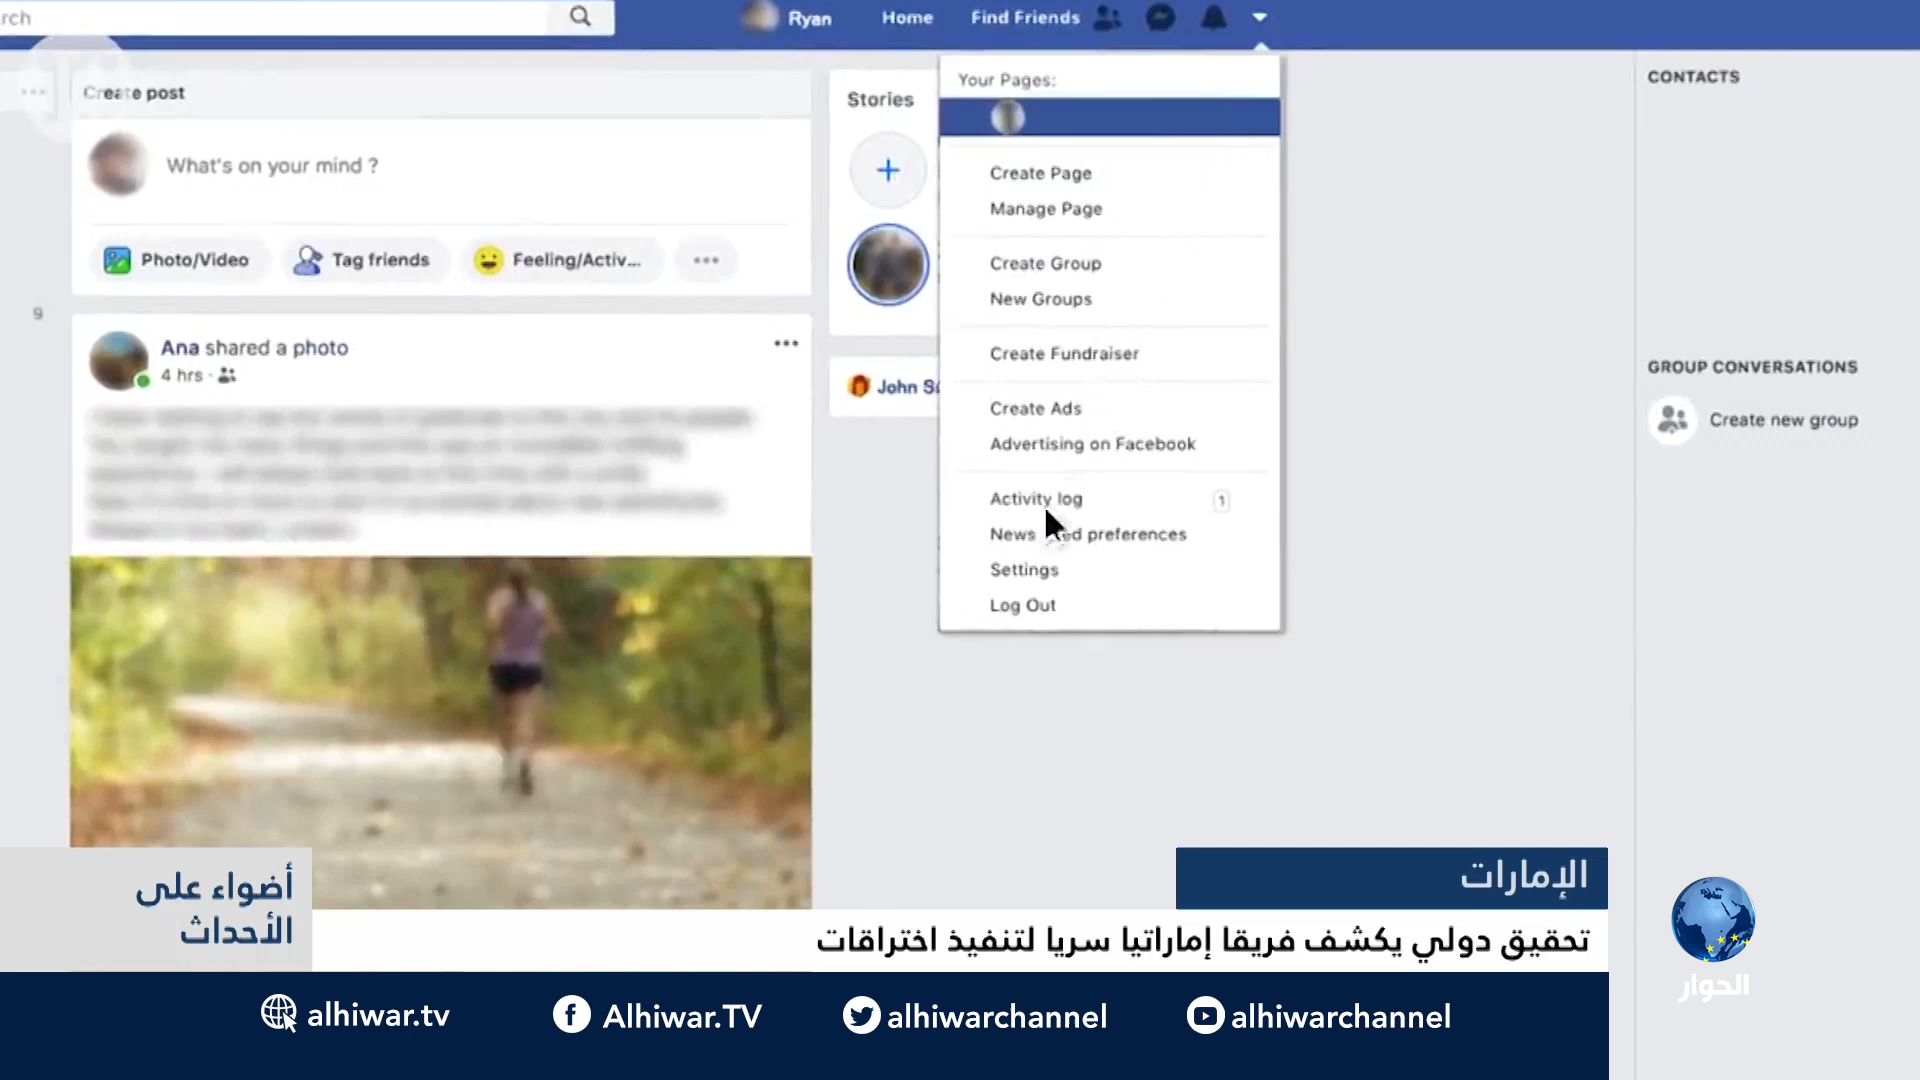 rch
Ryan
Home
Find Friends
Create post
What's on your mind ?
Photo/Video
Tag friends
Feeling/Activ...
9
Ana shared a photo
4 hrs
Stories
John
Your Pages:
Create Page
Manage Page
Create Group
New Groups
Create Fundraiser
Create Ads
Advertising on Facebook
Activity log
1
News preferences
Settings
Log Out
CONTACTS
GROUP CONVERSATIONS
Create new group
الإمارات
تحقيق دولي يكشف فريقا إماراتيا سريا لتنفيذ اختراقات
أضواء على
الأحداث
الحوار
alhiwar.tv
Alhiwar.TV
alhiwarchannel
alhiwarchannel